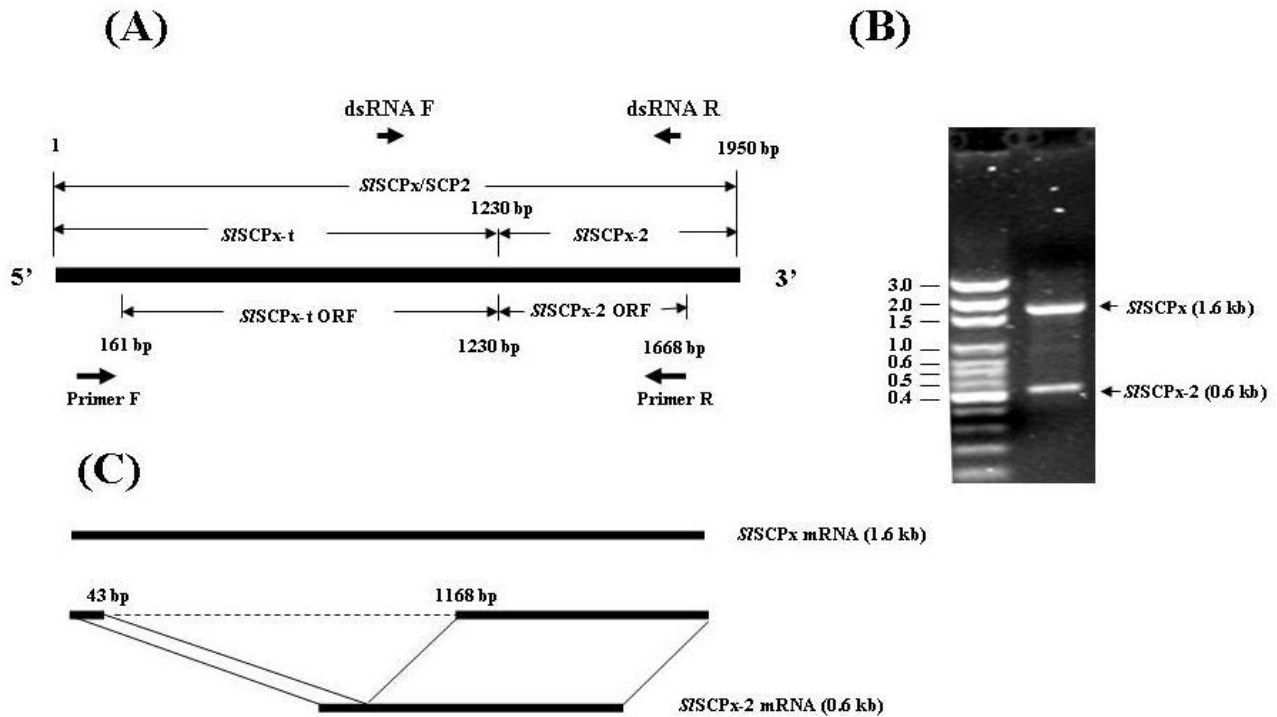 (A)
dsRNA F
dsRNA R
1
1950 bp
SlSCPx/SCP2
1230 bp
SlSCPx-t
SlSCPx-2
5’
3’
SlSCPx-t ORF
SlSCPx-2 ORF
161 bp
1230 bp
1668 bp
Primer F
Primer R
(B)
3.0
2.0
1.5
1.0
0.6
0.5
0.4
SlSCPx (1.6 kb)
SlSCPx-2 (0.6 kb)
(C)
SlSCPx mRNA (1.6 kb)
43 bp
1168 bp
SlSCPx-2 mRNA (0.6 kb)